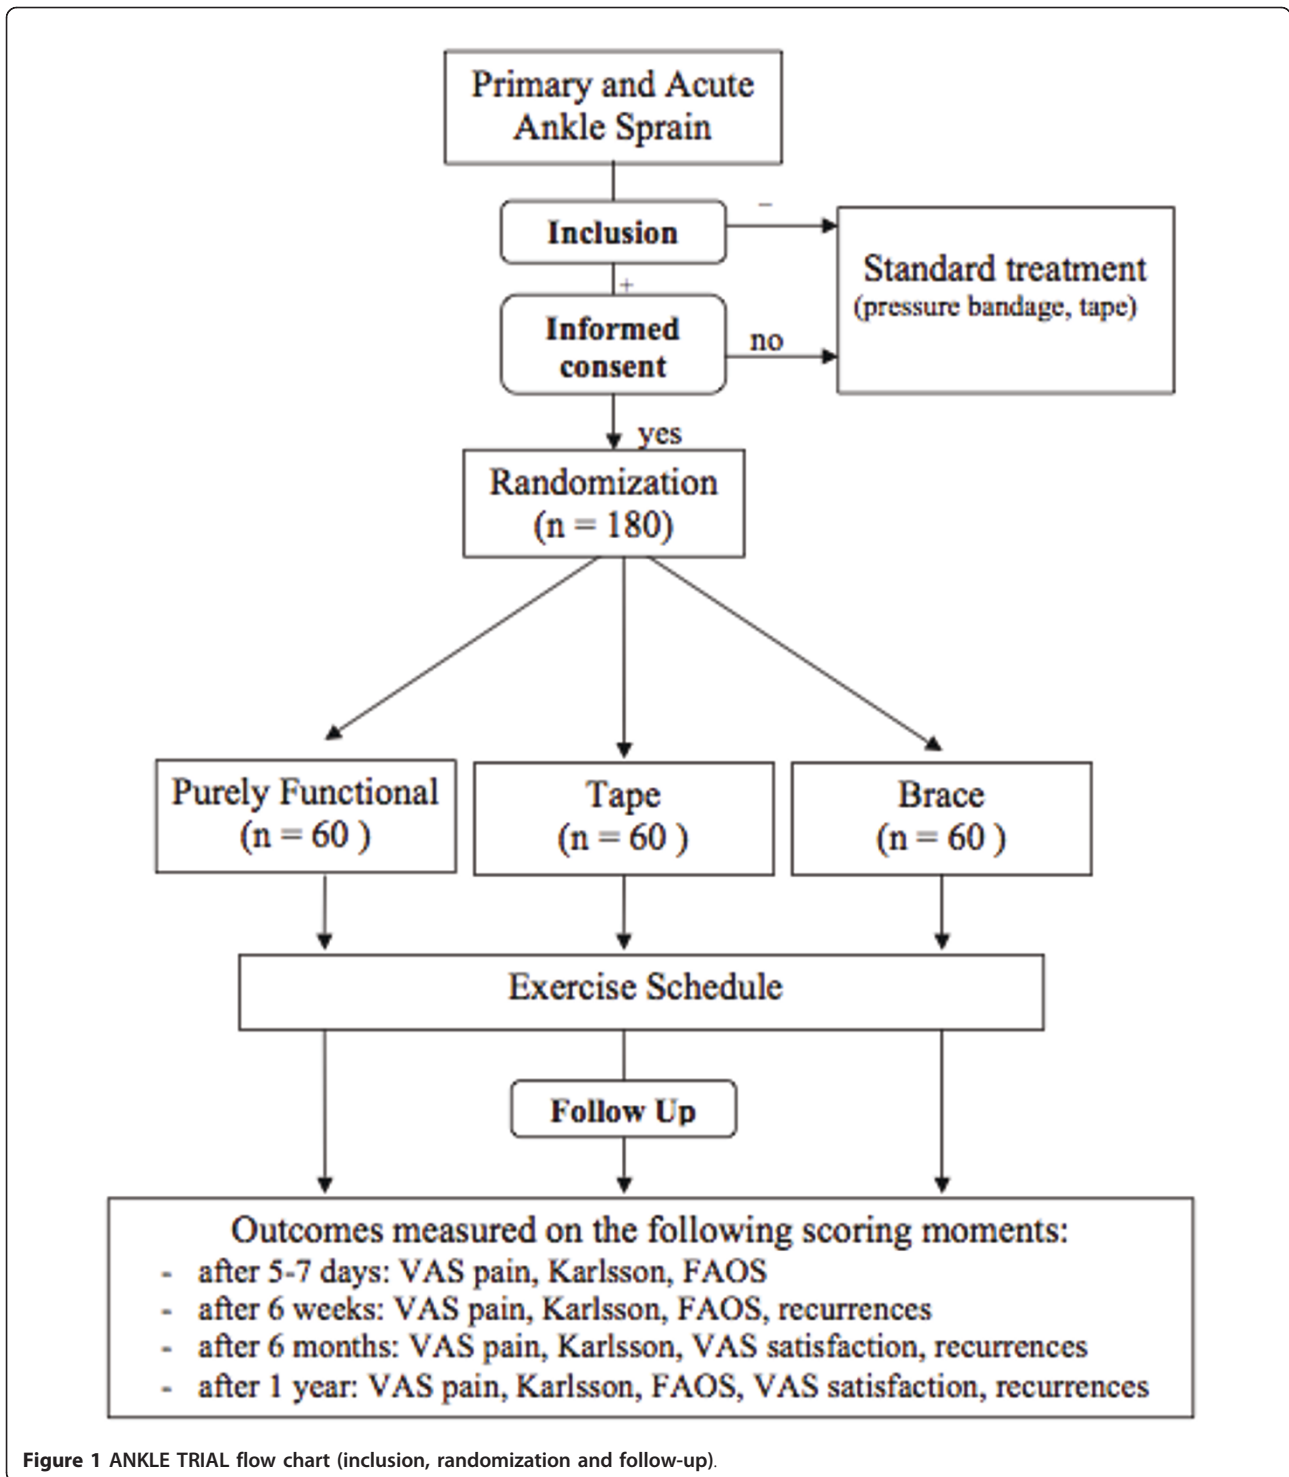 Primary and Acute
Ankle Sprain
Inclusion
–
Standard treatment
(pressure bandage, tape)
+
Informed
consent
no
yes
Randomization
(n = 180)
Purely Functional
(n = 60 )
Tape
(n = 60 )
Brace
(n = 60 )
Exercise Schedule
Follow Up
Outcomes measured on the following scoring moments:
- after 5-7 days: VAS pain, Karlsson, FAOS
- after 6 weeks: VAS pain, Karlsson, FAOS, recurrences
- after 6 months: VAS pain, Karlsson, VAS satisfaction, recurrences
- after 1 year: VAS pain, Karlsson, FAOS, VAS satisfaction, recurrences
Figure 1 ANKLE TRIAL flow chart (inclusion, randomization and follow-up).